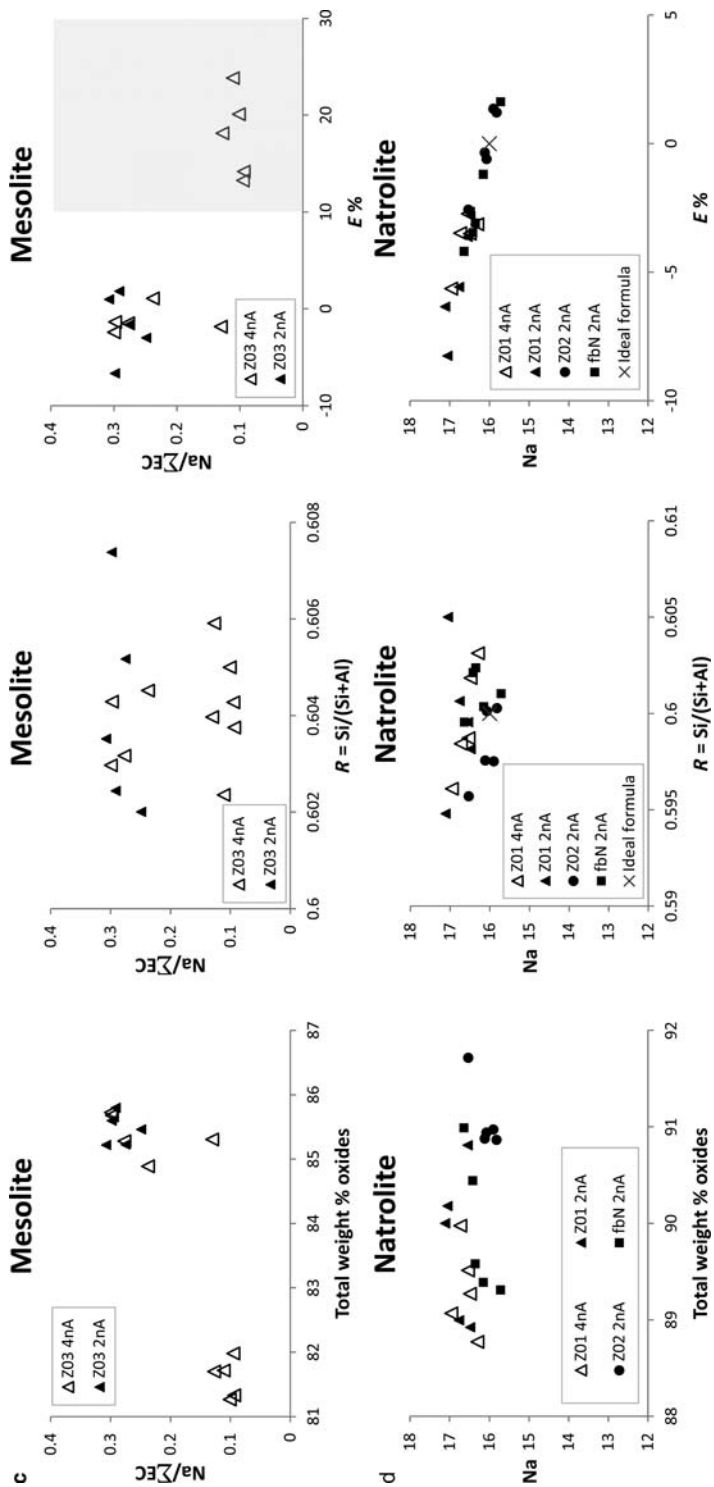 c
Mesolite
Na/∑EC
0.4
0.3
0.2
0.1
0
Z03 4nA
Z03 2nA
81
82
83
84
85
86
87
Total weight % oxides
Mesolite
Na/∑EC
0.4
0.3
0.2
0.1
0
Z03 4nA
Z03 2nA
0.6
0.602
0.604
0.606
0.608
R = Si/(Si+Al)
Mesolite
Na/∑EC
0.4
0.3
0.2
0.1
0
Z03 4nA
Z03 2nA
-10
0
10
20
30
E %
d
Natrolite
Na
18
17
16
15
14
13
12
Z01 4nA
Z01 2nA
Z02 2nA
fbN 2nA
88
89
90
91
92
Total weight % oxides
Natrolite
Na
18
17
16
15
14
13
12
Z01 4nA
Z01 2nA
Z02 2nA
fbN 2nA
Ideal formula
0.59
0.595
0.6
0.605
0.61
R = Si/(Si+Al)
Natrolite
Na
18
17
16
15
14
13
12
Z01 4nA
Z01 2nA
Z02 2nA
fbN 2nA
Ideal formula
-10
-5
0
5
E %